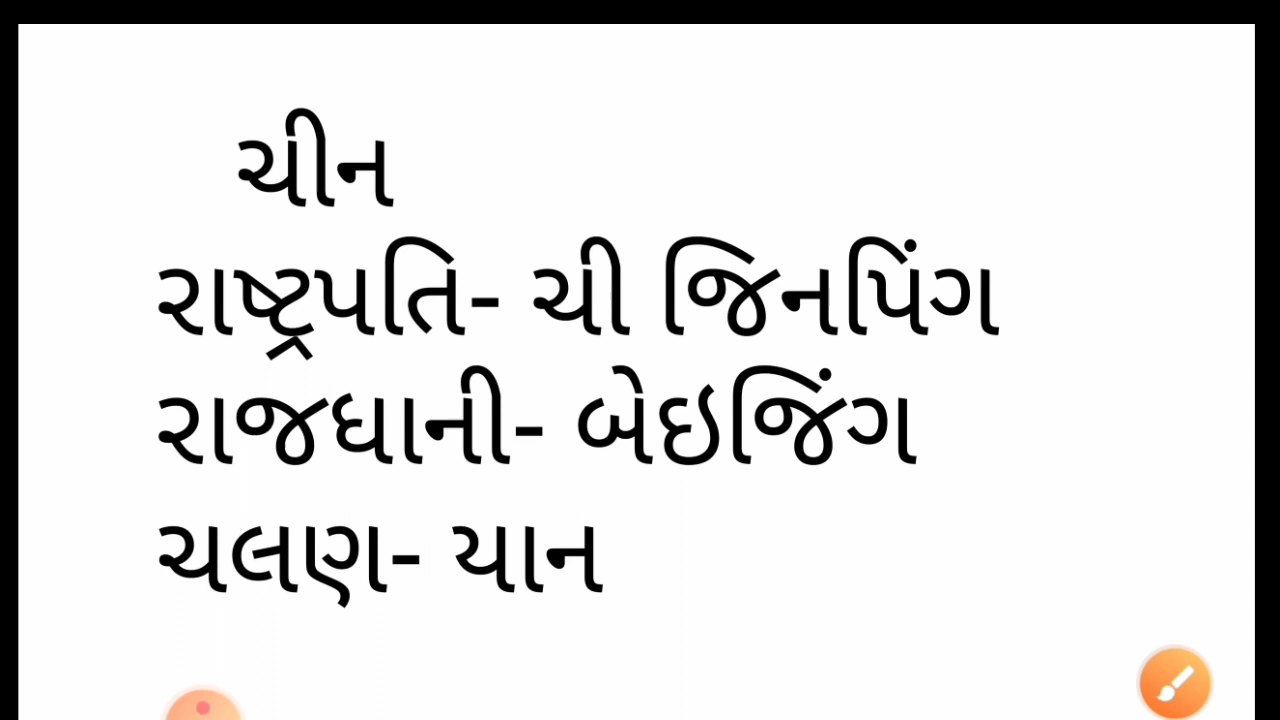 ચીન
રાષ્ટ્રપતિ- ચી જિનપિંગ
રાજધાની- બેઇજિંગ
ચલણ- યાન